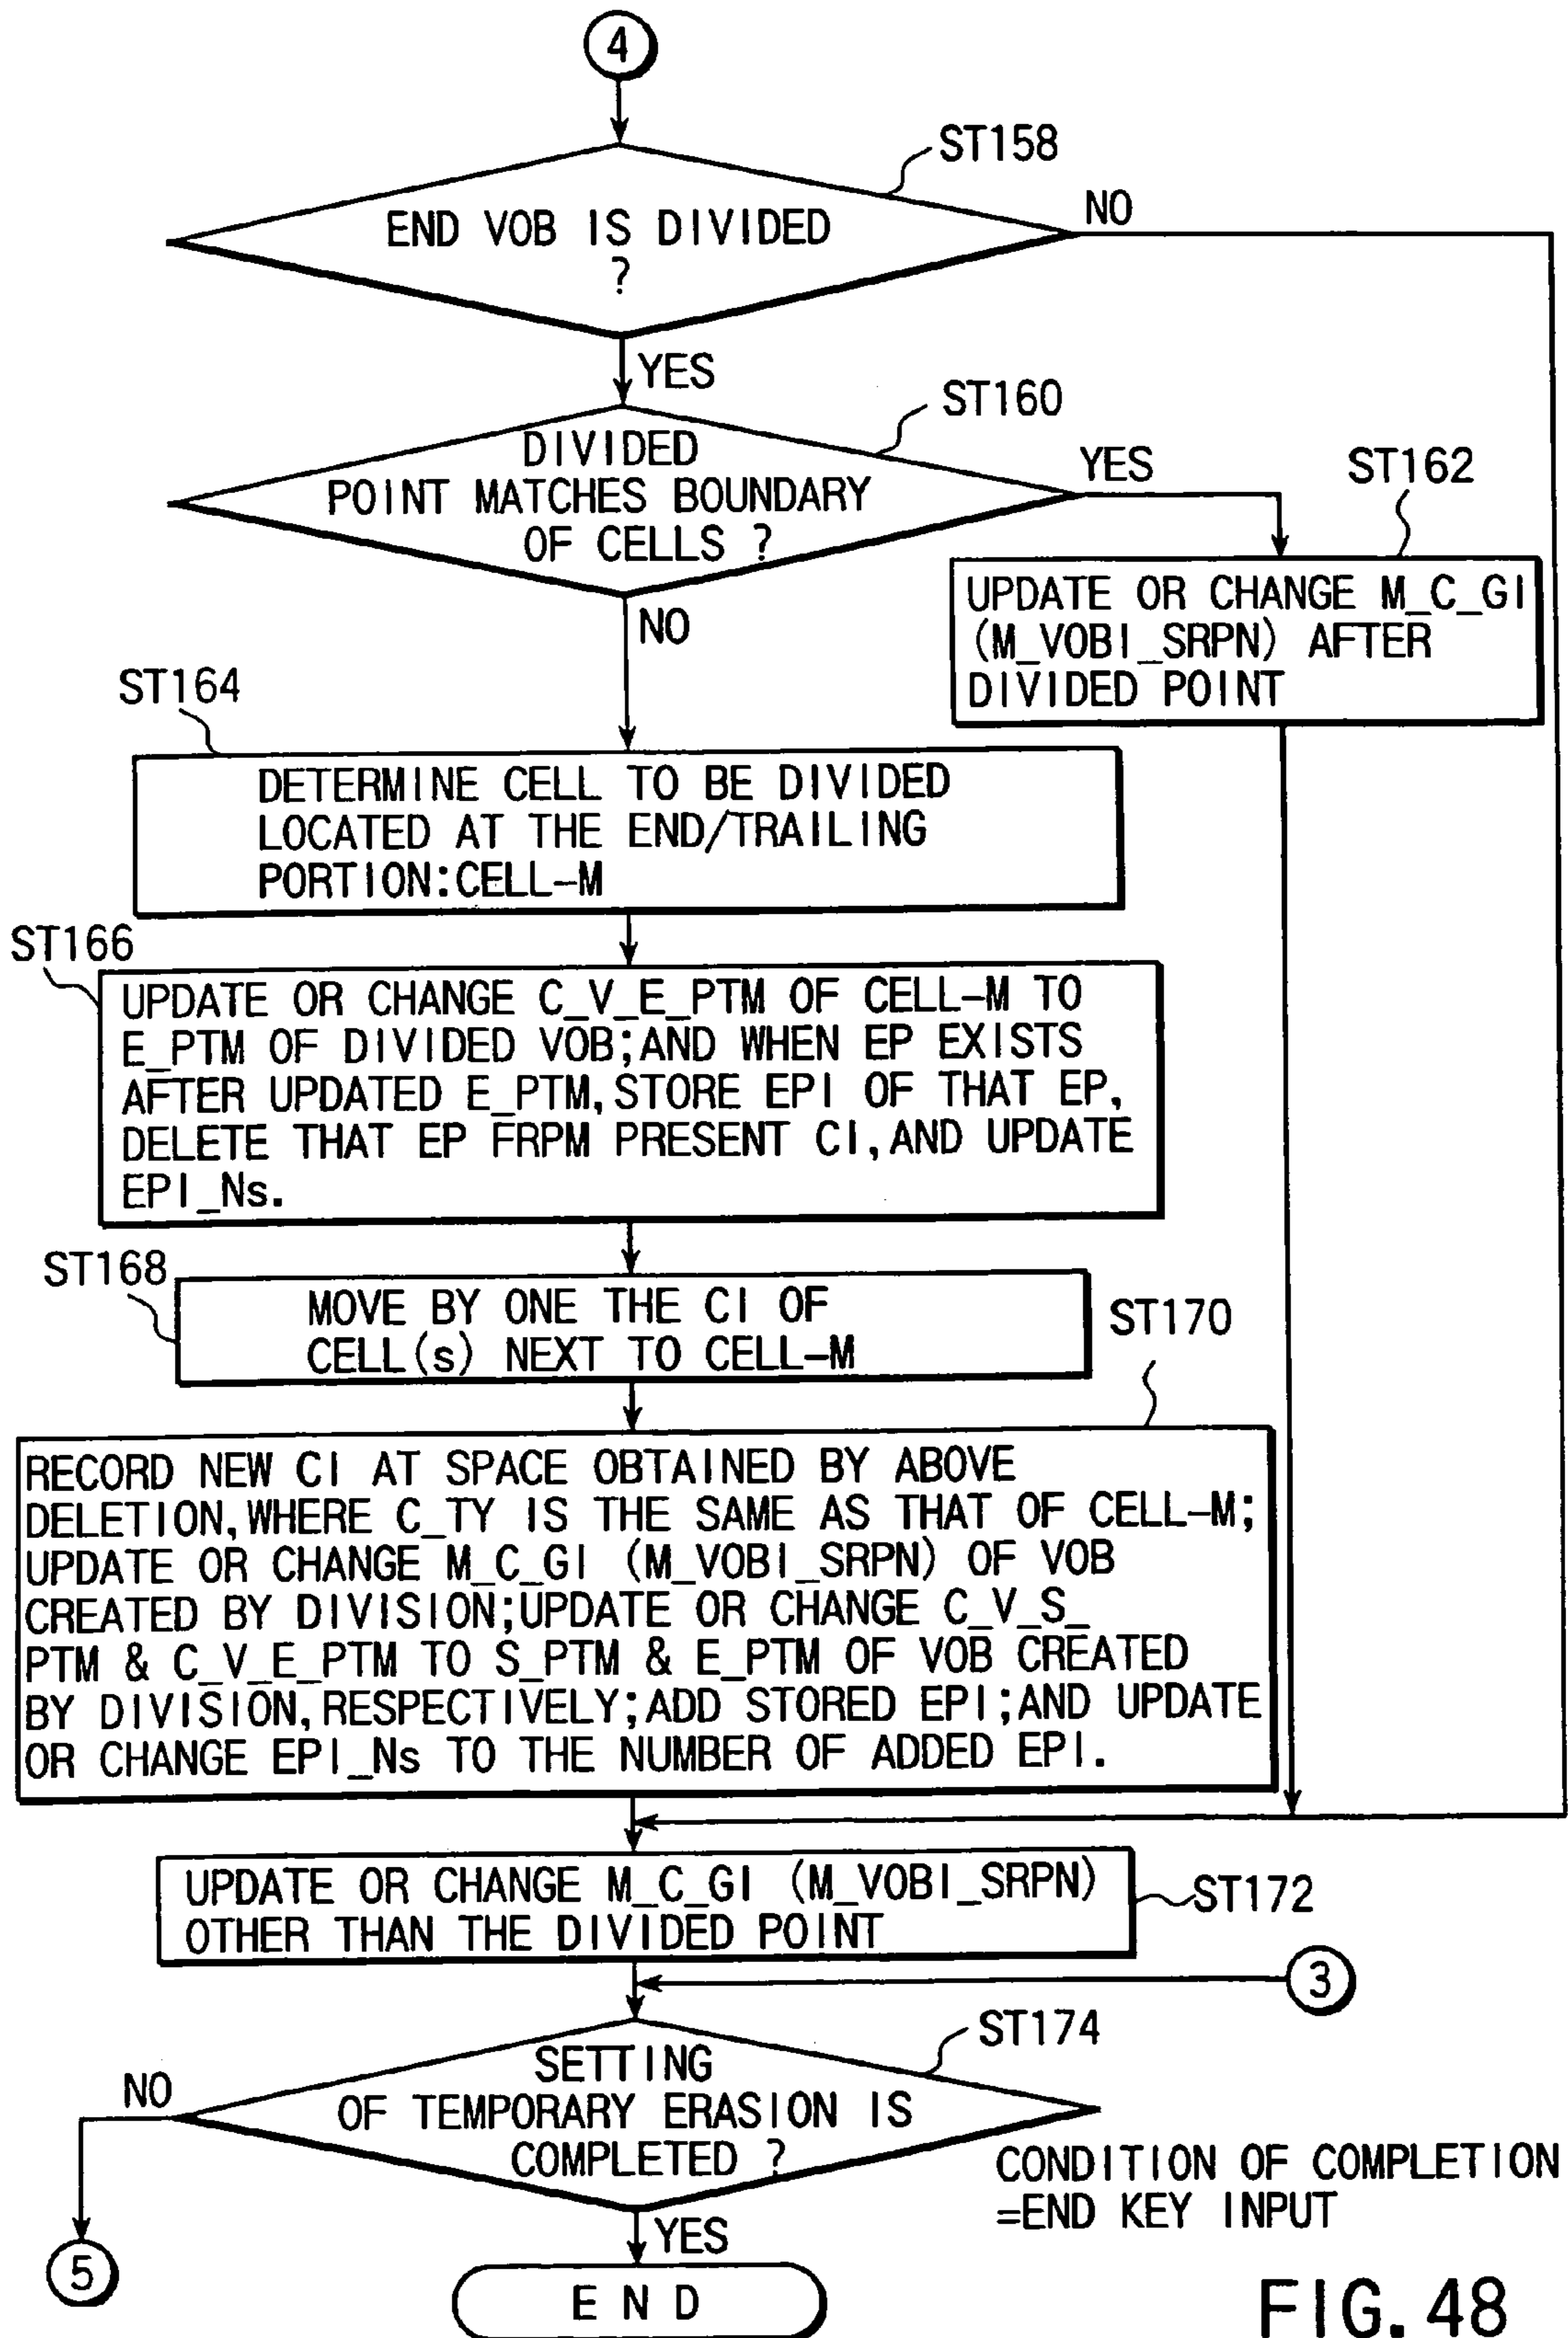 4
ST158
END VOB IS DIVIDED
?
NO
YES
ST160
DIVIDED
POINT MATCHES BOUNDARY
OF CELLS ?
YES
ST162
UPDATE OR CHANGE M_C_GI
(M_VOBI_SRPN) AFTER
DIVIDED POINT
NO
ST164
DETERMINE CELL TO BE DIVIDED
LOCATED AT THE END/TRAILING
PORTION:CELL-M
ST166
UPDATE OR CHANGE C_V_E_PTM OF CELL-M TO
E_PTM OF DIVIDED VOB;AND WHEN EP EXISTS
AFTER UPDATED E_PTM,STORE EPI OF THAT EP,
DELETE THAT EP FRPM PRESENT CI,AND UPDATE
EPI_Ns.
ST168
MOVE BY ONE THE CI OF
CELL(s) NEXT TO CELL-M
ST170
RECORD NEW CI AT SPACE OBTAINED BY ABOVE
DELETION,WHERE C_TY IS THE SAME AS THAT OF CELL-M;
UPDATE OR CHANGE M_C_GI (M_VOBI_SRPN) OF VOB
CREATED BY DIVISION;UPDATE OR CHANGE C_V_S_
PTM & C_V_E_PTM TO S_PTM & E_PTM OF VOB CREATED
BY DIVISION,RESPECTIVELY;ADD STORED EPI;AND UPDATE
OR CHANGE EPI_Ns TO THE NUMBER OF ADDED EPI.
UPDATE OR CHANGE M_C_GI (M_VOBI_SRPN)
OTHER THAN THE DIVIDED POINT
ST172
3
ST174
SETTING
OF TEMPORARY ERASION IS
COMPLETED ?
NO
CONDITION OF COMPLETION
=END KEY INPUT
YES
5
END
FIG. 48